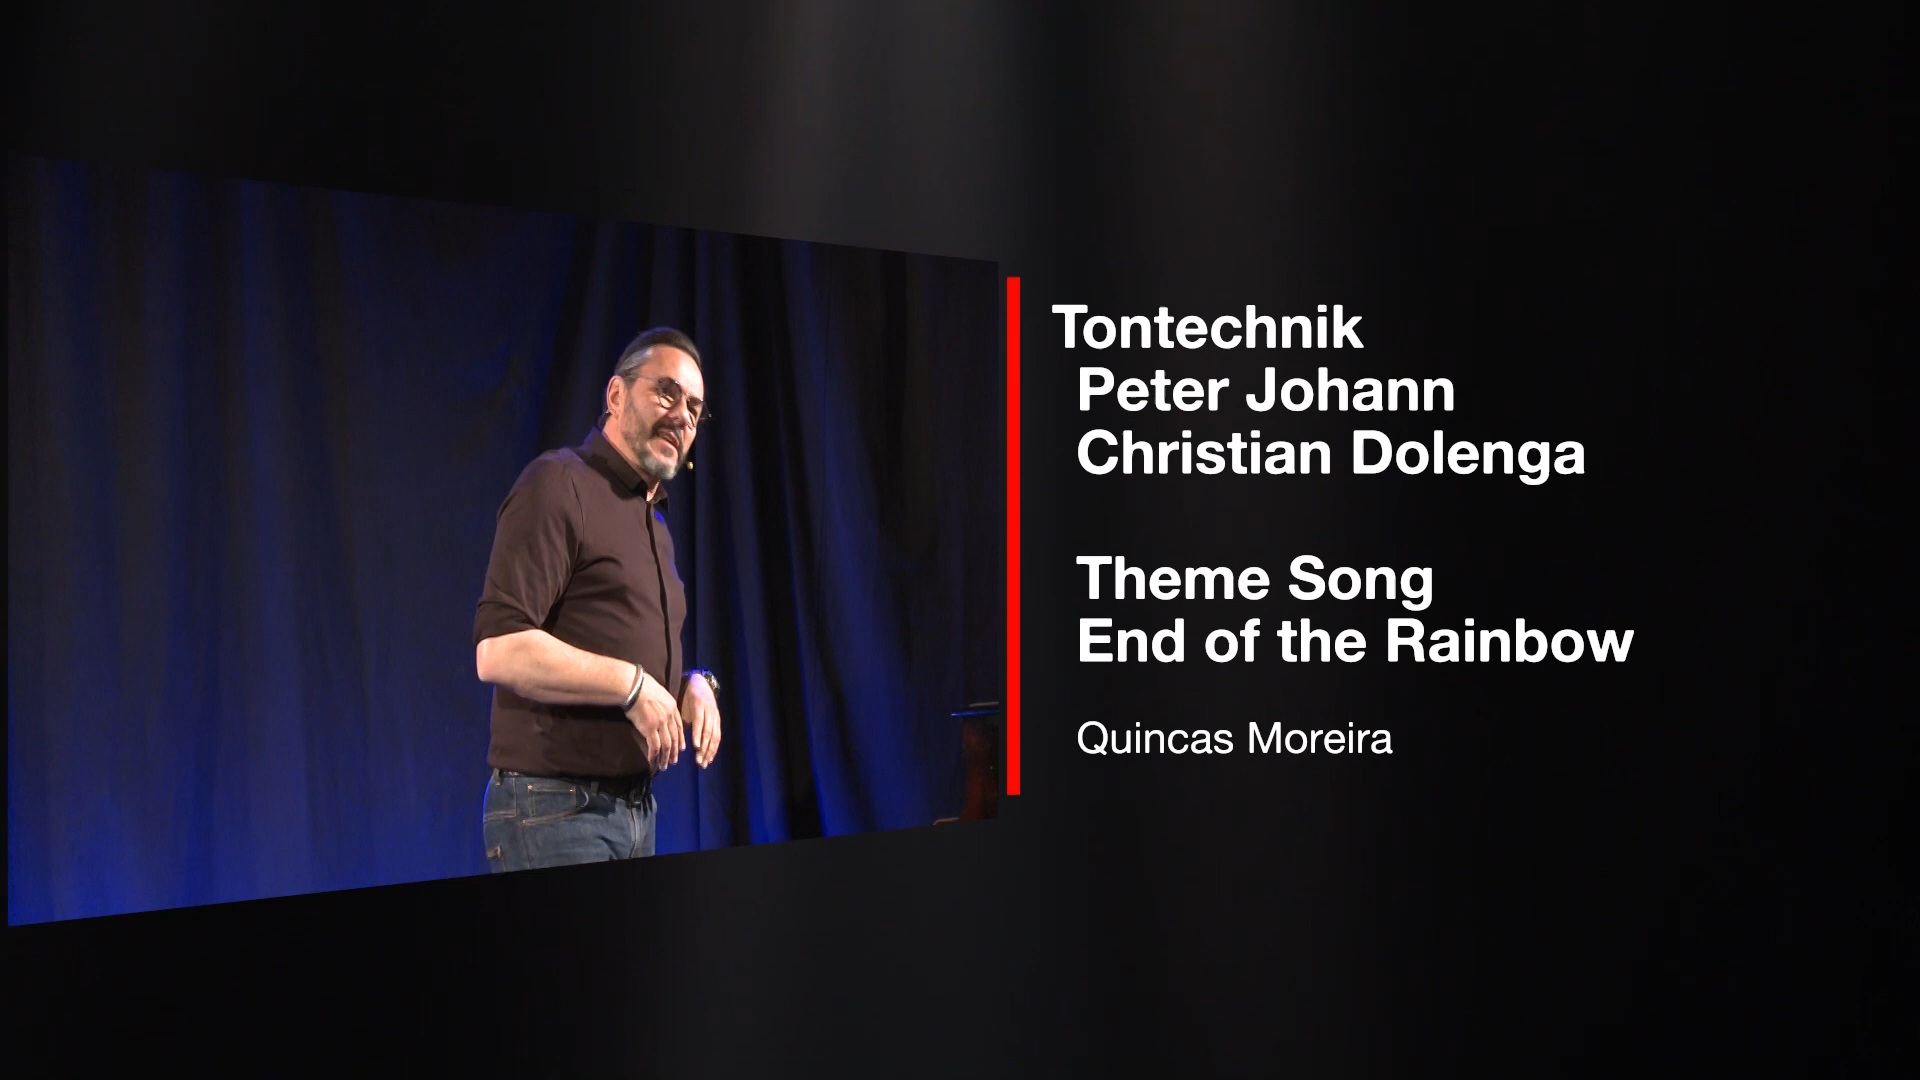 Tontechnik
Peter Johann
Christian Dolenga
Theme Song
End of the Rainbow
Quincas Moreira